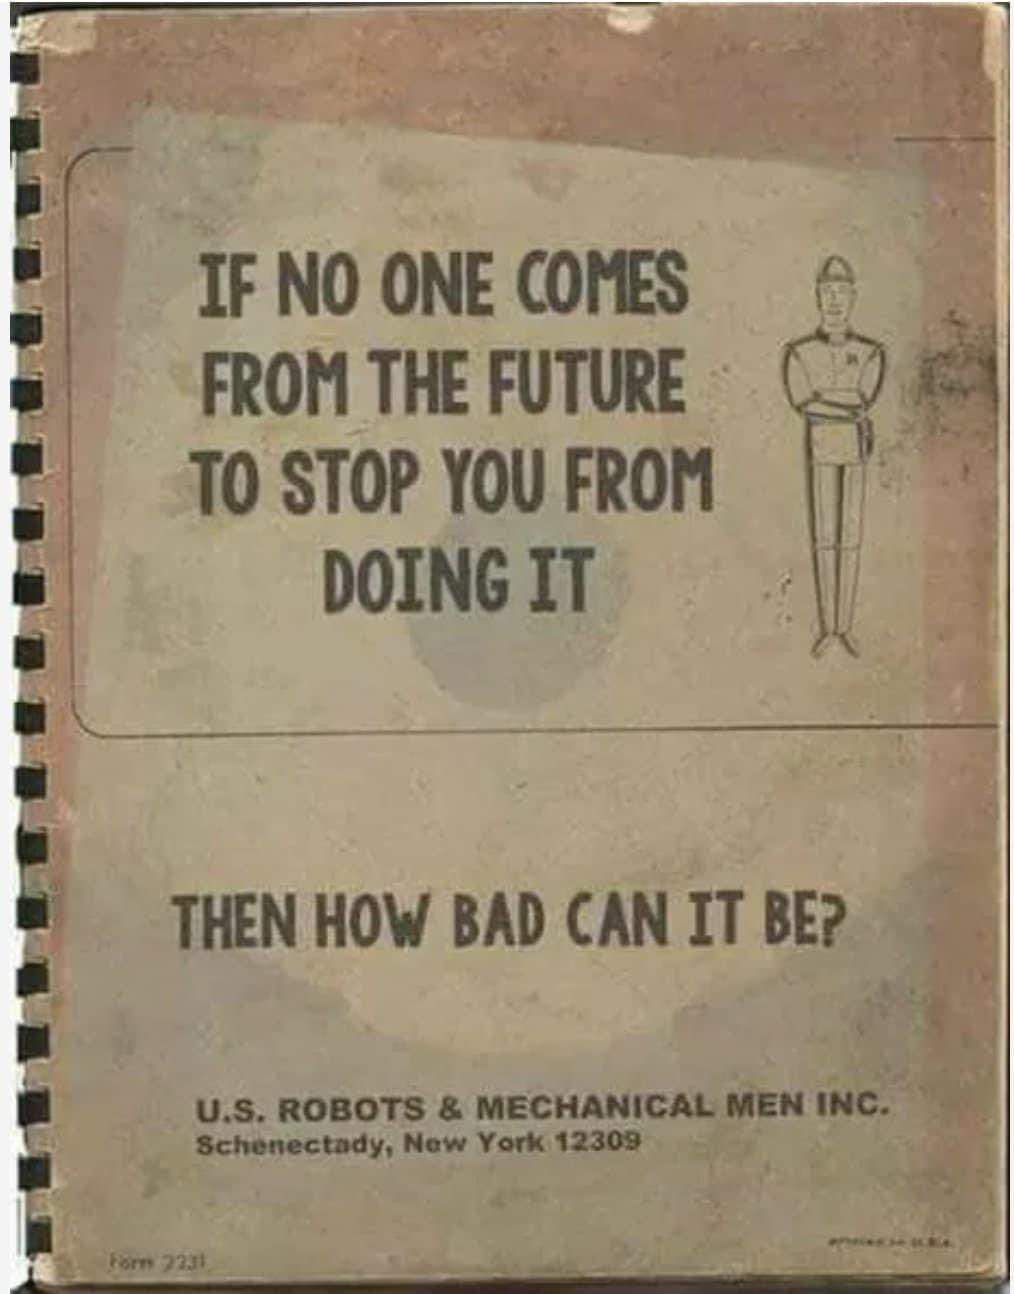 IF NO ONE COMES
FROM THE FUTURE
TO STOP YOU FROM
DOING IT
THEN HOW BAD CAN IT BE?
U.S. ROBOTS & MECHANICAL MEN INC.
Schenectady, New York 12309
Form 2231